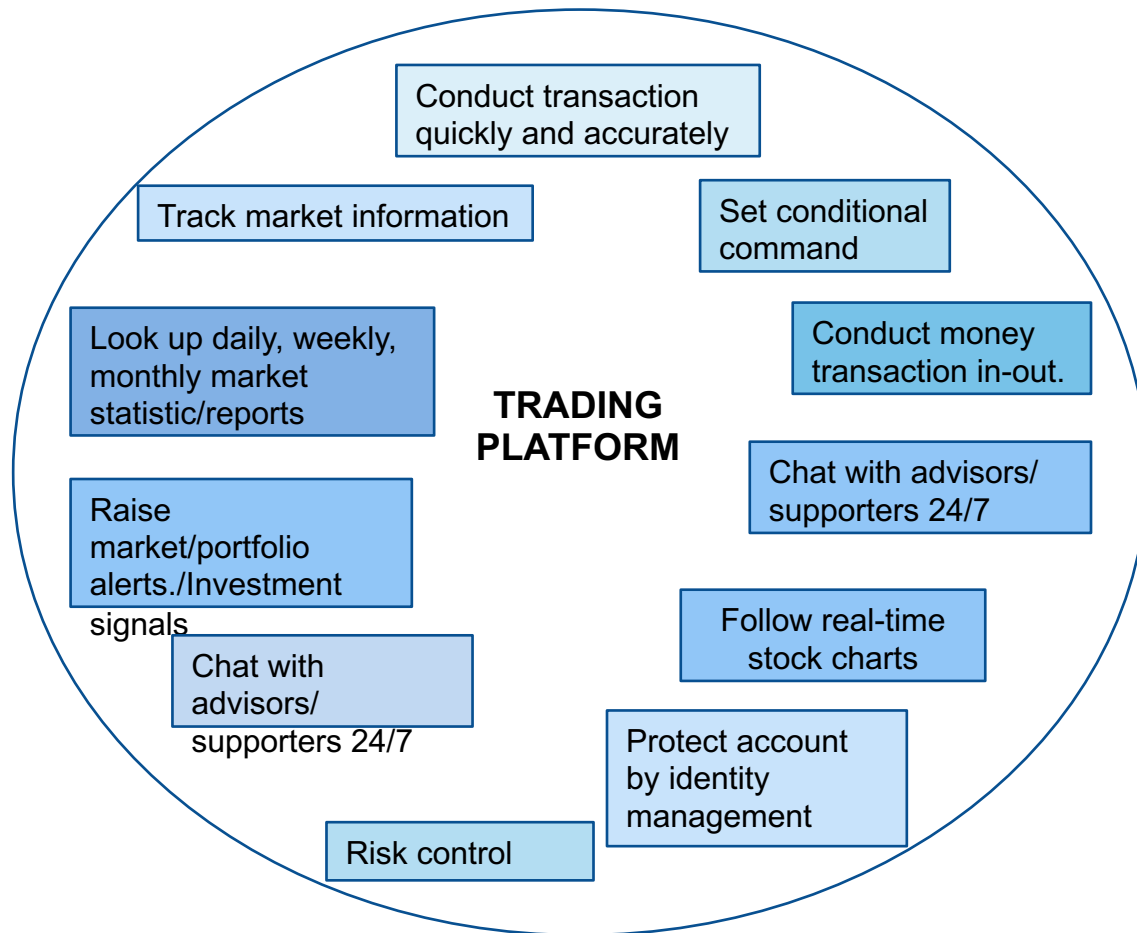 Conduct transaction
quickly and accurately
Track market information
Set conditional
command
Look up daily, weekly,
monthly market
statistic/reports
Conduct money
transaction in-out.
TRADING
PLATFORM
Chat with advisors/
supporters 24/7
Raise
market/portfolio
alerts./Investment
signals
Follow real-time
stock charts
Chat with
advisors/
supporters 24/7
Protect account
by identity
management
Risk control